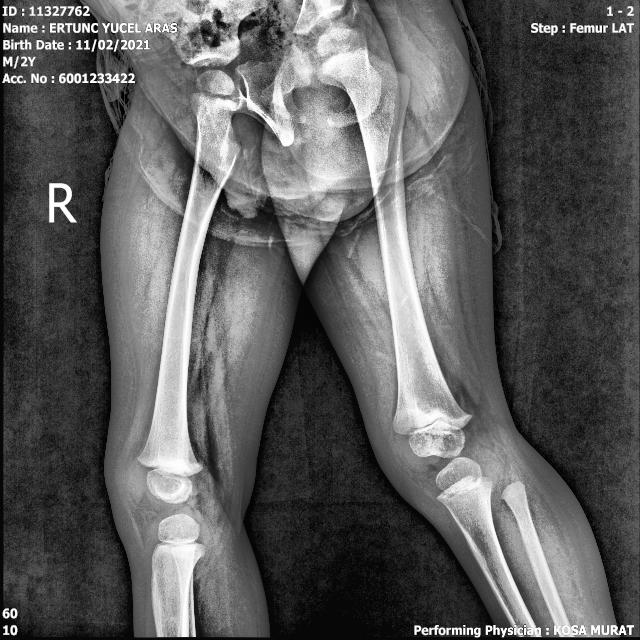 ID : 11327762
Name : ERTUNC YUCEL ARAS
Birth Date : 11/02/2021
M/2Y
Acc. No : 6001233422
1 - 2
Step : Femur LAT
R
60
10
Performing Physician : KOSA MURAT